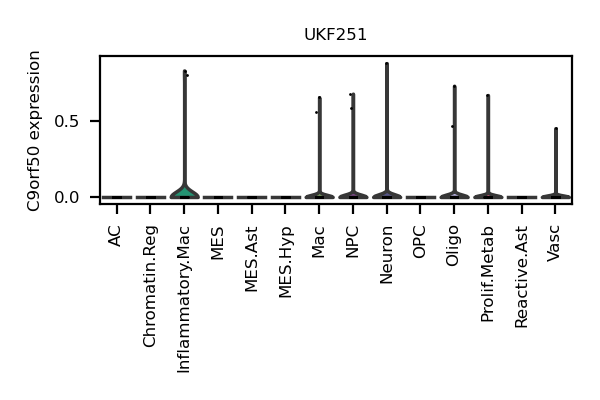 UKF251
C9orf50 expression
0.5
0.0
AC
Chromatin.Reg
Inflammatory.Mac
MES
MES.Ast
MES.Hyp
Mac
NPC
Neuron
OPC
Oligo
Prolif.Metab
Reactive.Ast
Vasc